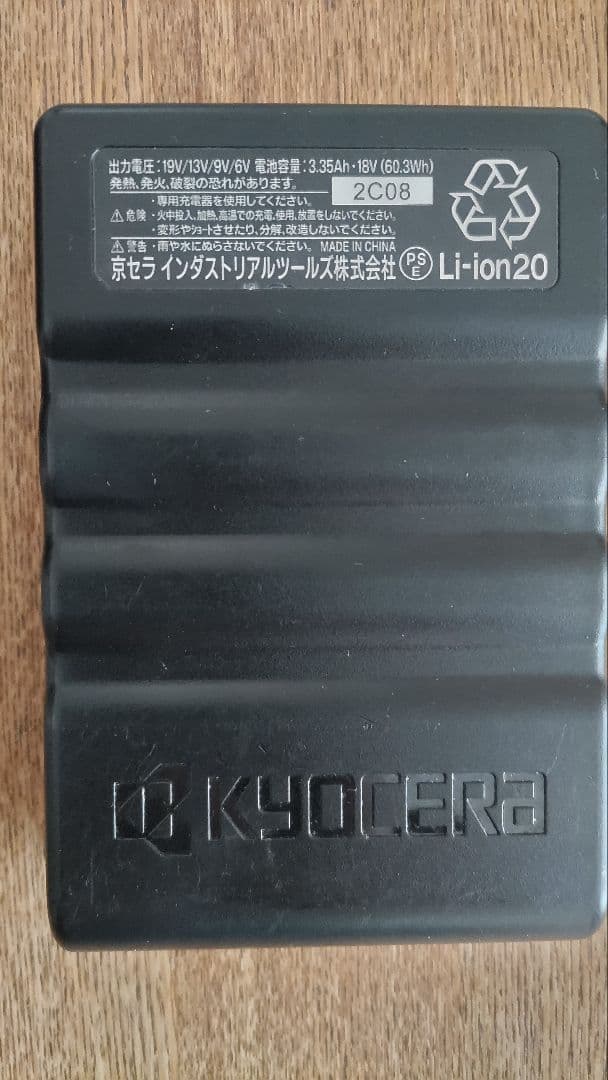 出力電圧:19V/13V/9V/6V 電池容量:3.35Ah・18V (60.3Wh)
発熱、発火、破裂の恐れがあります。 2C08
・専用充電器を使用してください。
⚠危険 ・火中投入、加熱、高温での充電、使用、放置をしないでください。
・変形やショートさせたり、分解、改造しないでください。
⚠警告 ・雨や水にぬらさないでください。 MADE IN CHINA
京セラ インダストリアルツールズ株式会社 PSE Li-ion20
KYOCERA